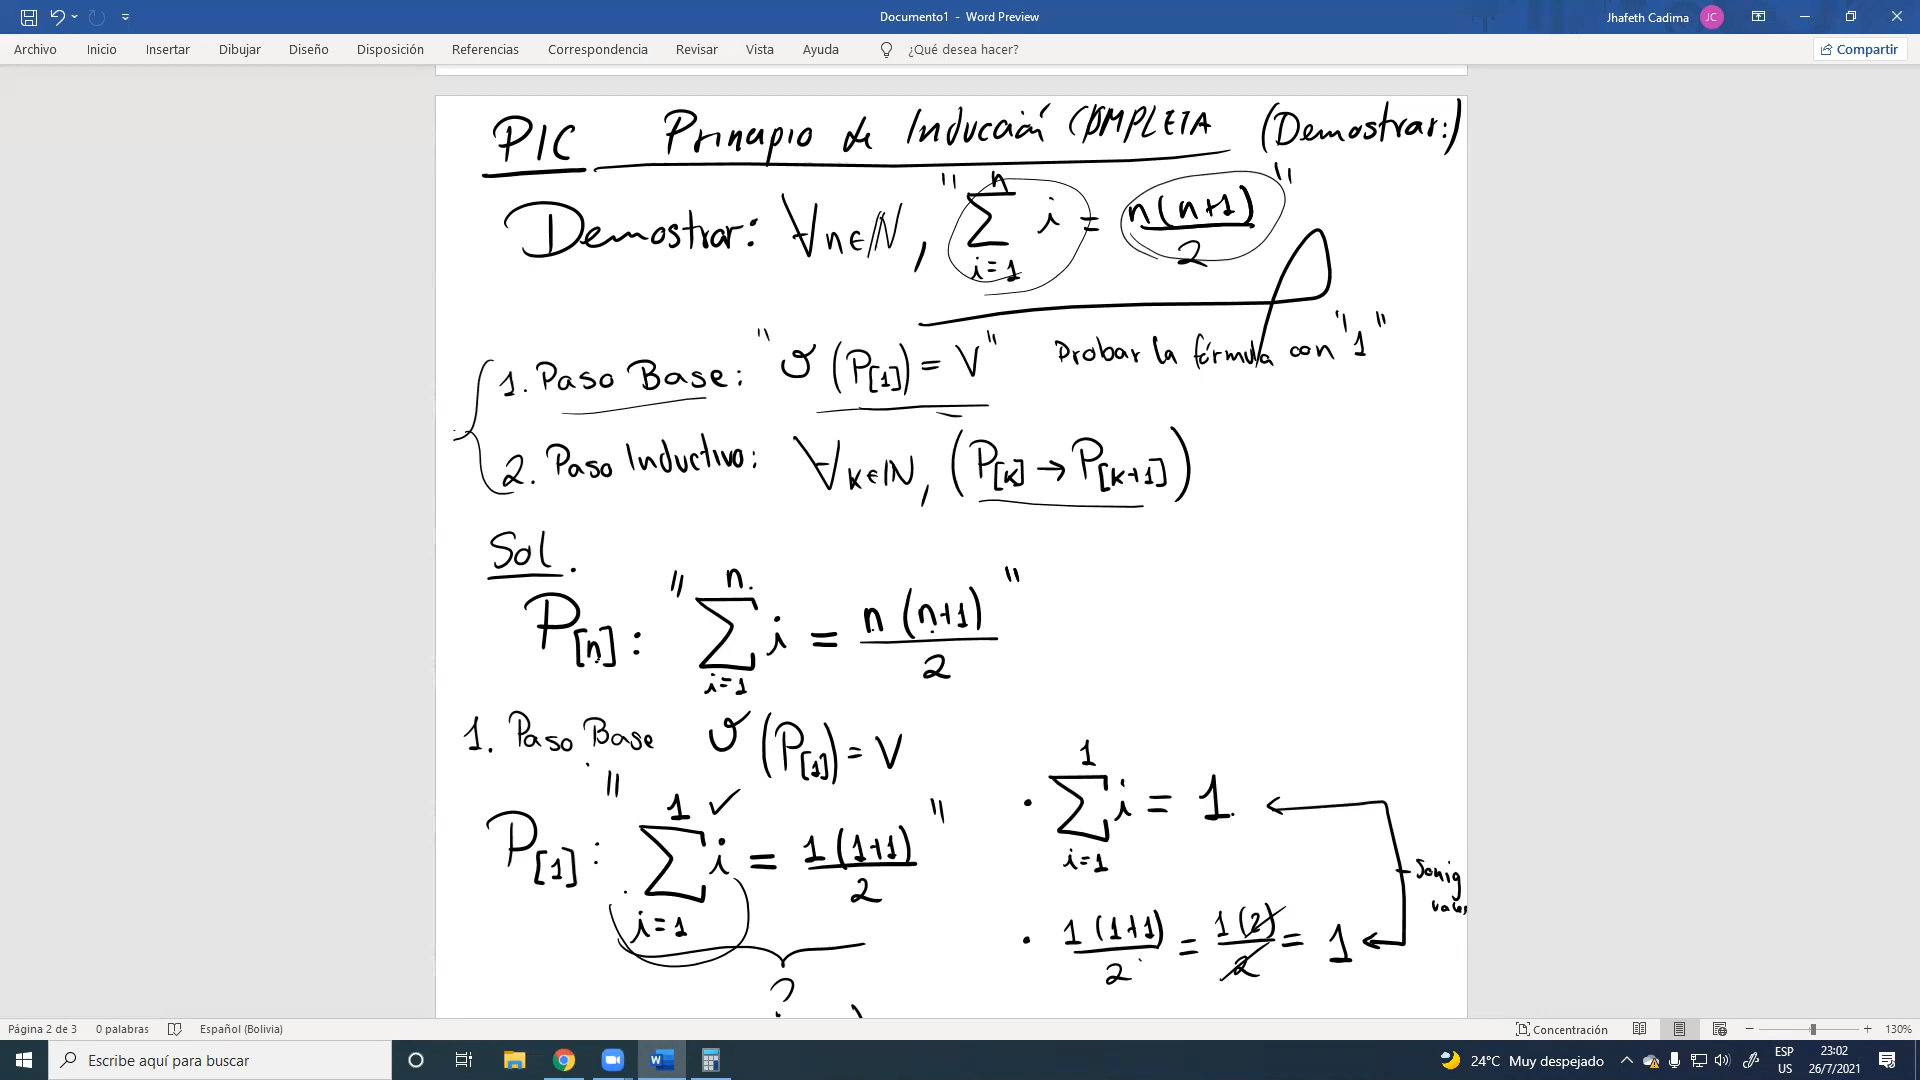 Documento1 - Word Preview
Jhafeth Cadima JC
Archivo Inicio Insertar Dibujar Diseño Disposición Referencias Correspondencia Revisar Vista Ayuda ¿Qué desea hacer? Compartir
PIC Principio de Inducción COMPLETA (Demostrar:)
Demostrar: ∀n∈ℕ, "∑_{i=1}^{n} i = n(n+1)/2"
1. Paso Base: "v(P[1]) = V" Probar la fórmula con "1"
2. Paso Inductivo: ∀k∈ℕ, (P[k] → P[k+1])
Sol.
P[n]: "∑_{i=1}^{n} i = n(n+1)/2"
1. Paso Base v(P[1]) = V
P[1]: "∑_{i=1}^{1} i = 1(1+1)/2" ✓
?
• ∑_{i=1}^{1} i = 1.
• 1(1+1)/2 = 1(2)/2 = 1
Son ig
Página 2 de 3 0 palabras Español (Bolivia) Concentración − + 130%
Escribe aquí para buscar
24°C Muy despejado ESP US 23:02 26/7/2021